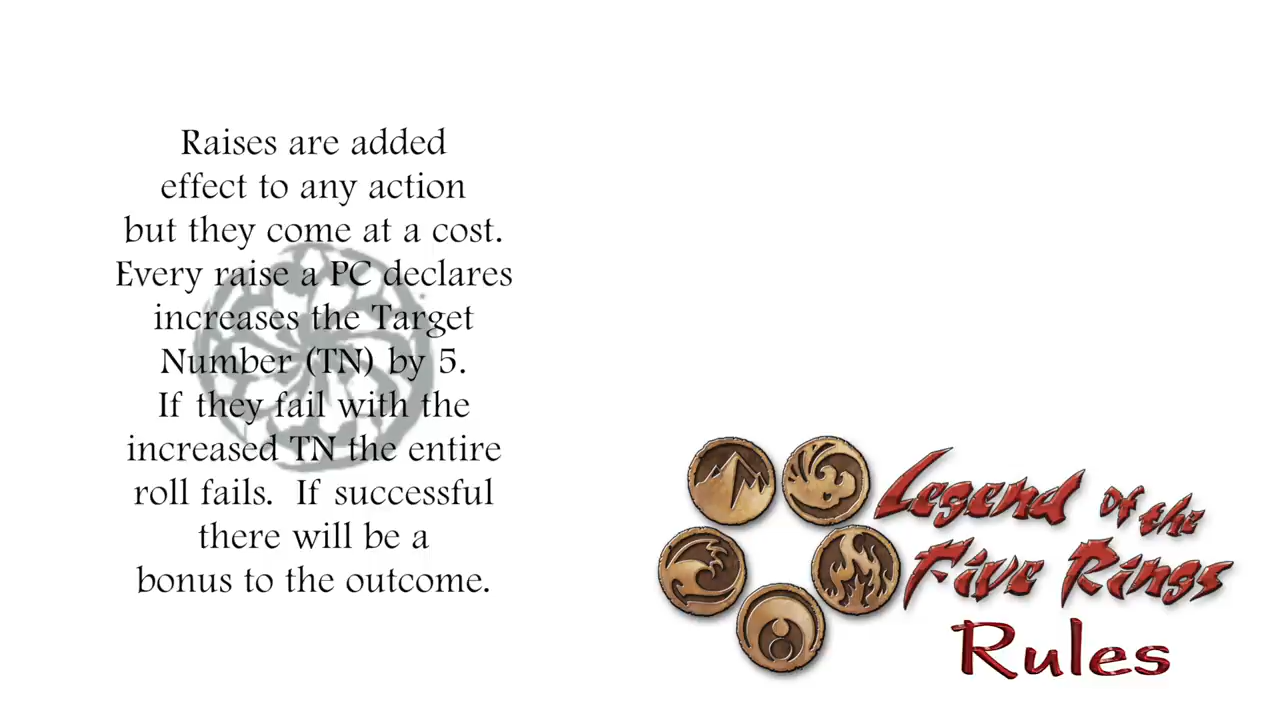 Raises are added
effect to any action
but they come at a cost.
Every raise a PC declares
increases the Target
Number (TN) by 5.
If they fail with the
increased TN the entire
roll fails.  If successful
there will be a
bonus to the outcome.
Legend of the
Five Rings
Rules